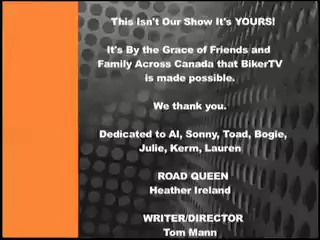 This Isn't Our Show It's YOURS!
It's By the Grace of Friends and
Family Across Canada that BikerTV
is made possible.
We thank you.
Dedicated to Al, Sonny, Toad, Bogie,
Julie, Kerm, Lauren
ROAD QUEEN
Heather Ireland
WRITER/DIRECTOR
Tom Mann